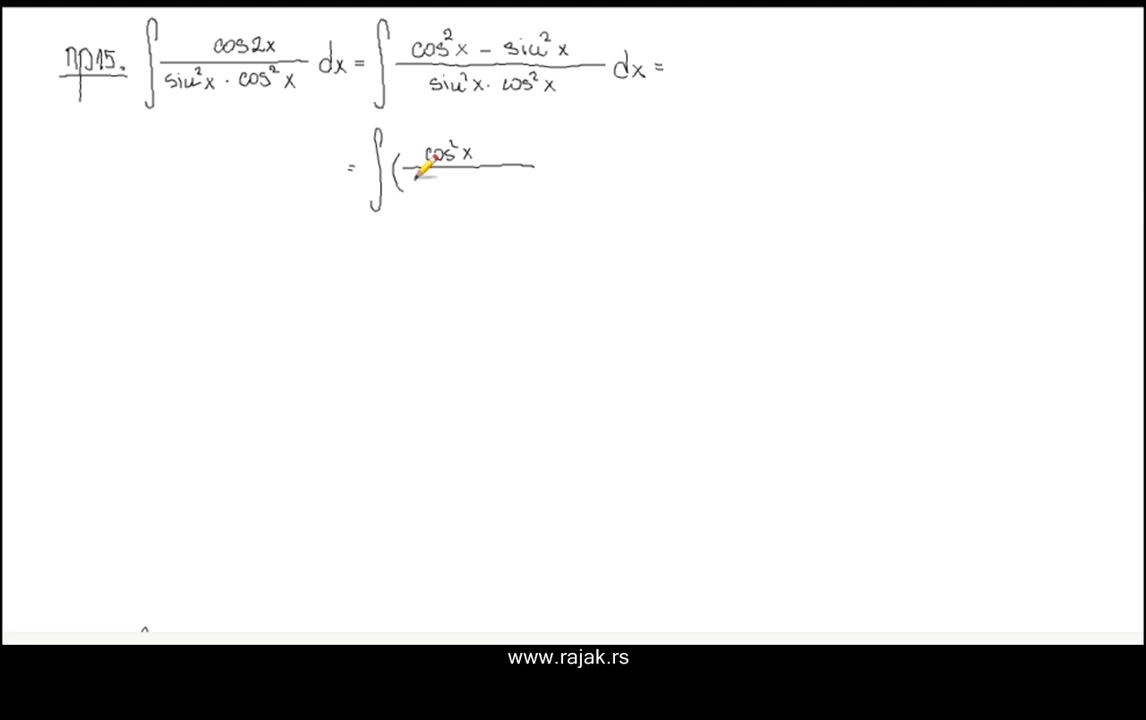 пр15. ∫ cos2x / (sin²x · cos²x) dx = ∫ (cos²x − sin²x) / (sin²x · cos²x) dx =
= ∫ ( cos²x
www.rajak.rs